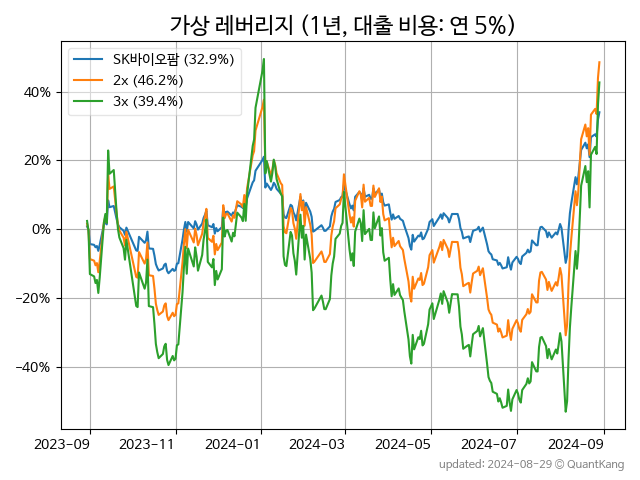 가상 레버리지 (1년, 대출 비용: 연 5%)
SK바이오팜 (32.9%)
2x (46.2%)
3x (39.4%)
40%
20%
0%
−20%
−40%
2023-09 2023-11 2024-01 2024-03 2024-05 2024-07 2024-09
updated: 2024-08-29 © QuantKang